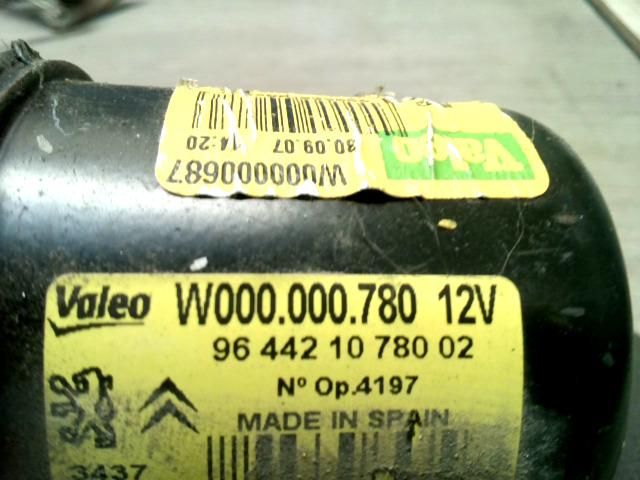 Valeo
W00000687
30.09.07 14:20
Valeo W000.000.780 12V
96 442 10 780 02
Nº Op.4197
MADE IN SPAIN
3437